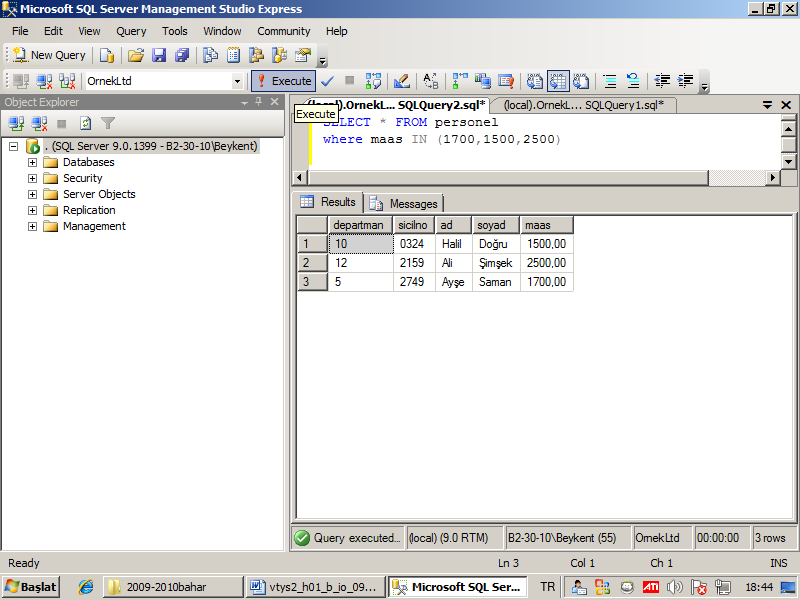 Microsoft SQL Server Management Studio Express
File Edit View Query Tools Window Community Help
New Query
OrnekLtd Execute
Object Explorer
. (SQL Server 9.0.1399 - B2-30-10\Beykent)
Databases
Security
Server Objects
Replication
Management
(local).OrnekL... SQLQuery2.sql* (local).OrnekL... SQLQuery1.sql*
Execute
SELECT * FROM personel
where maas IN (1700,1500,2500)
Results Messages
departman sicilno ad soyad maas
1 10 0324 Halil Doğru 1500,00
2 12 2159 Ali Şimşek 2500,00
3 5 2749 Ayşe Saman 1700,00
Query executed... (local) (9.0 RTM) B2-30-10\Beykent (55) OrnekLtd 00:00:00 3 rows
Ready Ln 3 Col 1 Ch 1 INS
Başlat 2009-2010bahar vtys2_h01_b_io_09... Microsoft SQL Ser... TR ATI 18:44